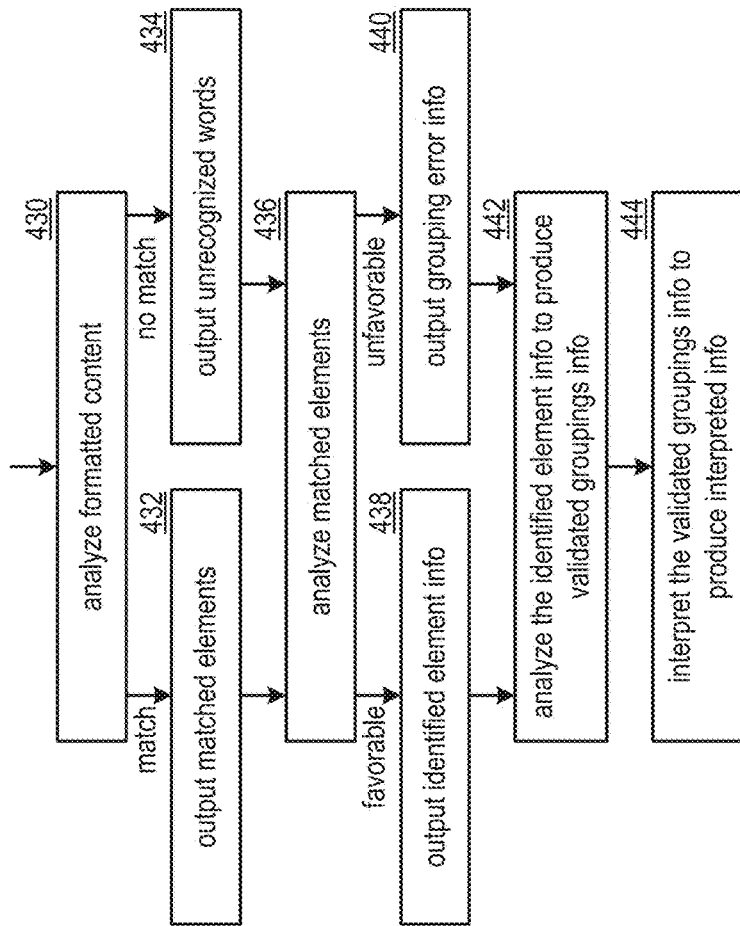 430
analyze formatted content
match
no match
432
434
output matched elements
output unrecognized words
436
analyze matched elements
favorable
unfavorable
438
440
output identified element info
output grouping error info
442
analyze the identified element info to produce
validated groupings info
444
interpret the validated groupings info to
produce interpreted info